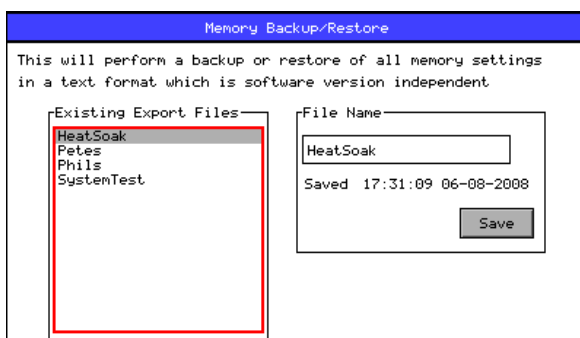 Memory Backup/Restore
This will perform a backup or restore of all memory settings
in a text format which is software version independent
Existing Export Files
HeatSoak
Petes
Phils
SystemTest
File Name
HeatSoak
Saved 17:31:09 06-08-2008
Save